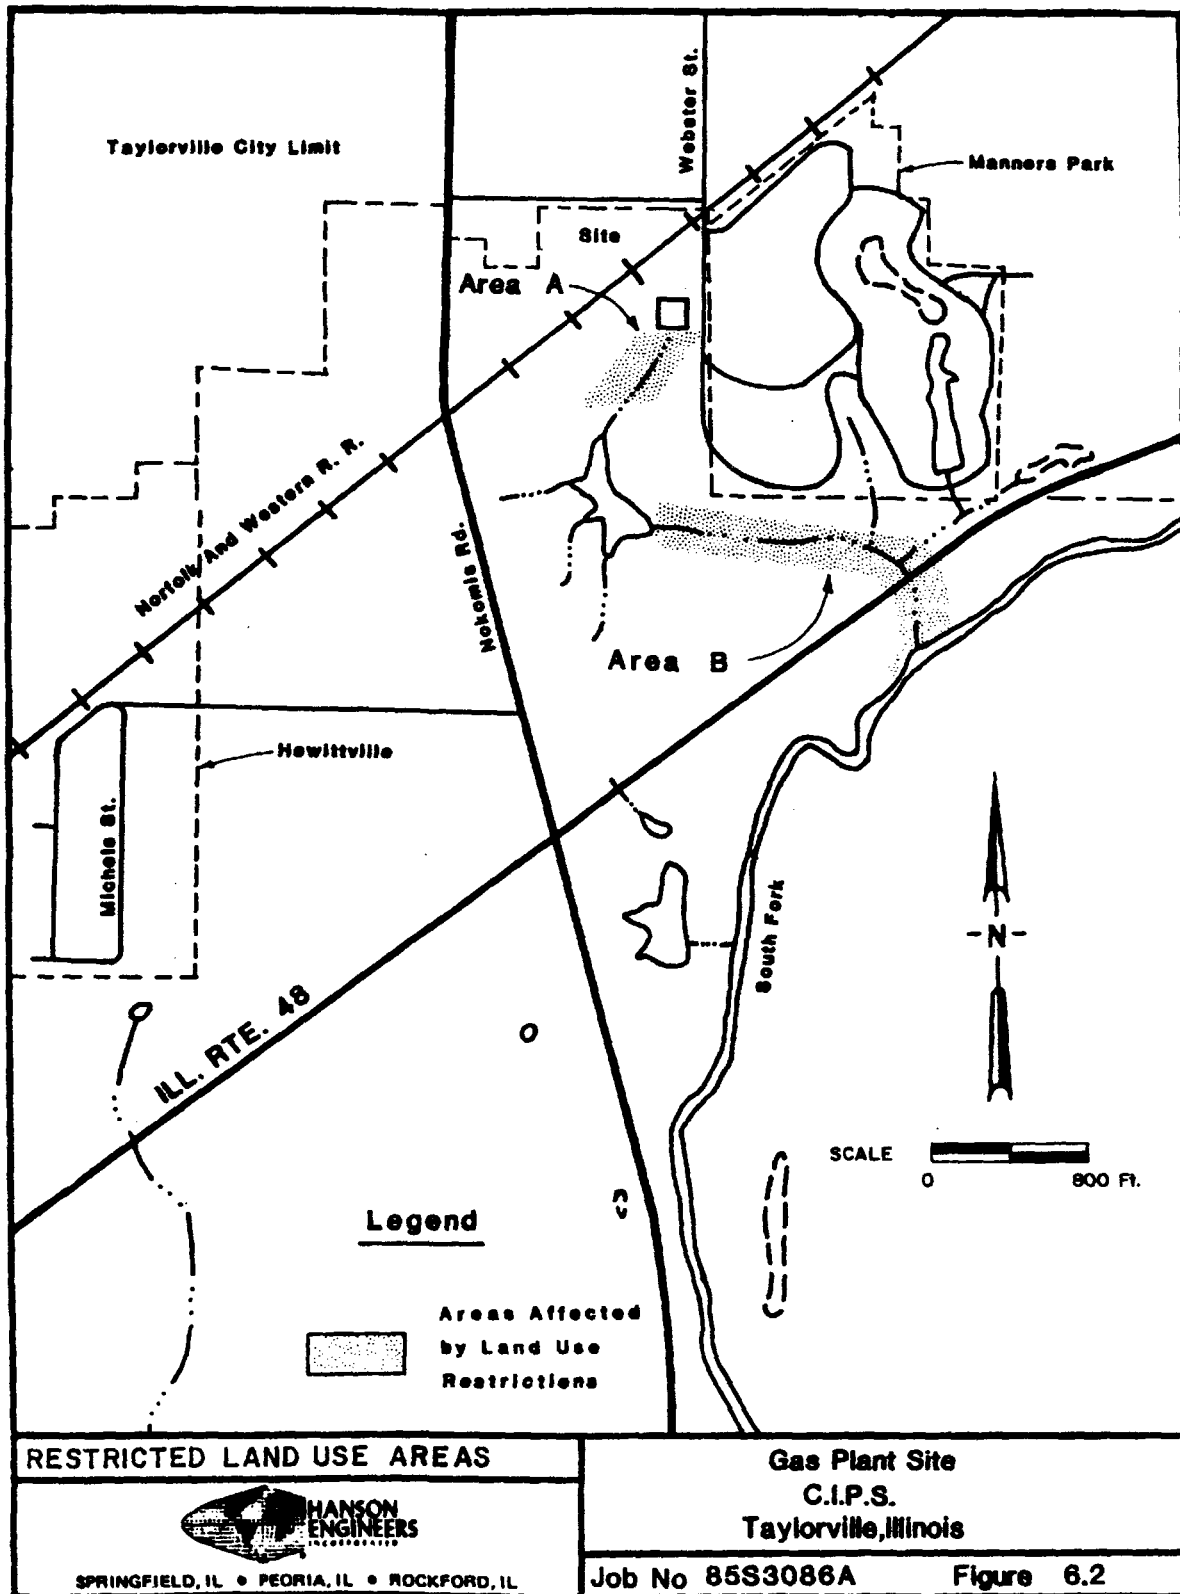 Webster St.
Taylorville City Limit
Manners Park
Site
Area A
Norfolk And Western R. R.
Nokomis Rd.
Area B
Hewittville
Michels St.
South Fork
N
ILL. RTE. 48
SCALE
0 800 Ft.
Legend
Areas Affected
by Land Use
Restrictions
RESTRICTED LAND USE AREAS
HANSON
ENGINEERS
INCORPORATED
SPRINGFIELD, IL • PEORIA, IL • ROCKFORD, IL
Gas Plant Site
C.I.P.S.
Taylorville, Illinois
Job No 85S3086A Figure 6.2